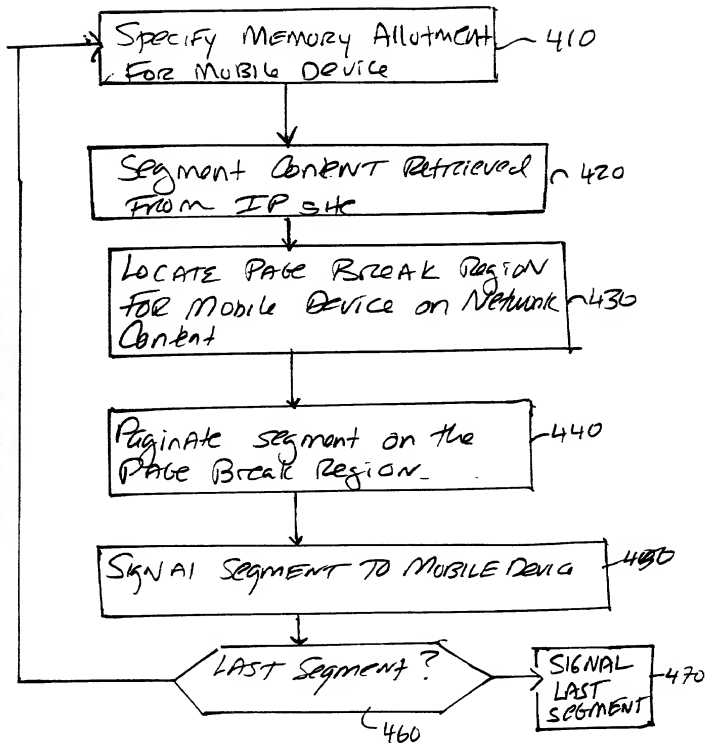 Specify Memory Allotment
For Mobile Device
410
Segment Content Retrieved
From IP site
420
Locate Page Break Region
For Mobile Device on Network
Content
430
Paginate segment on the
Page Break Region.
440
Signal Segment to Mobile Device
450
Last Segment?
460
Signal
Last
Segment
470